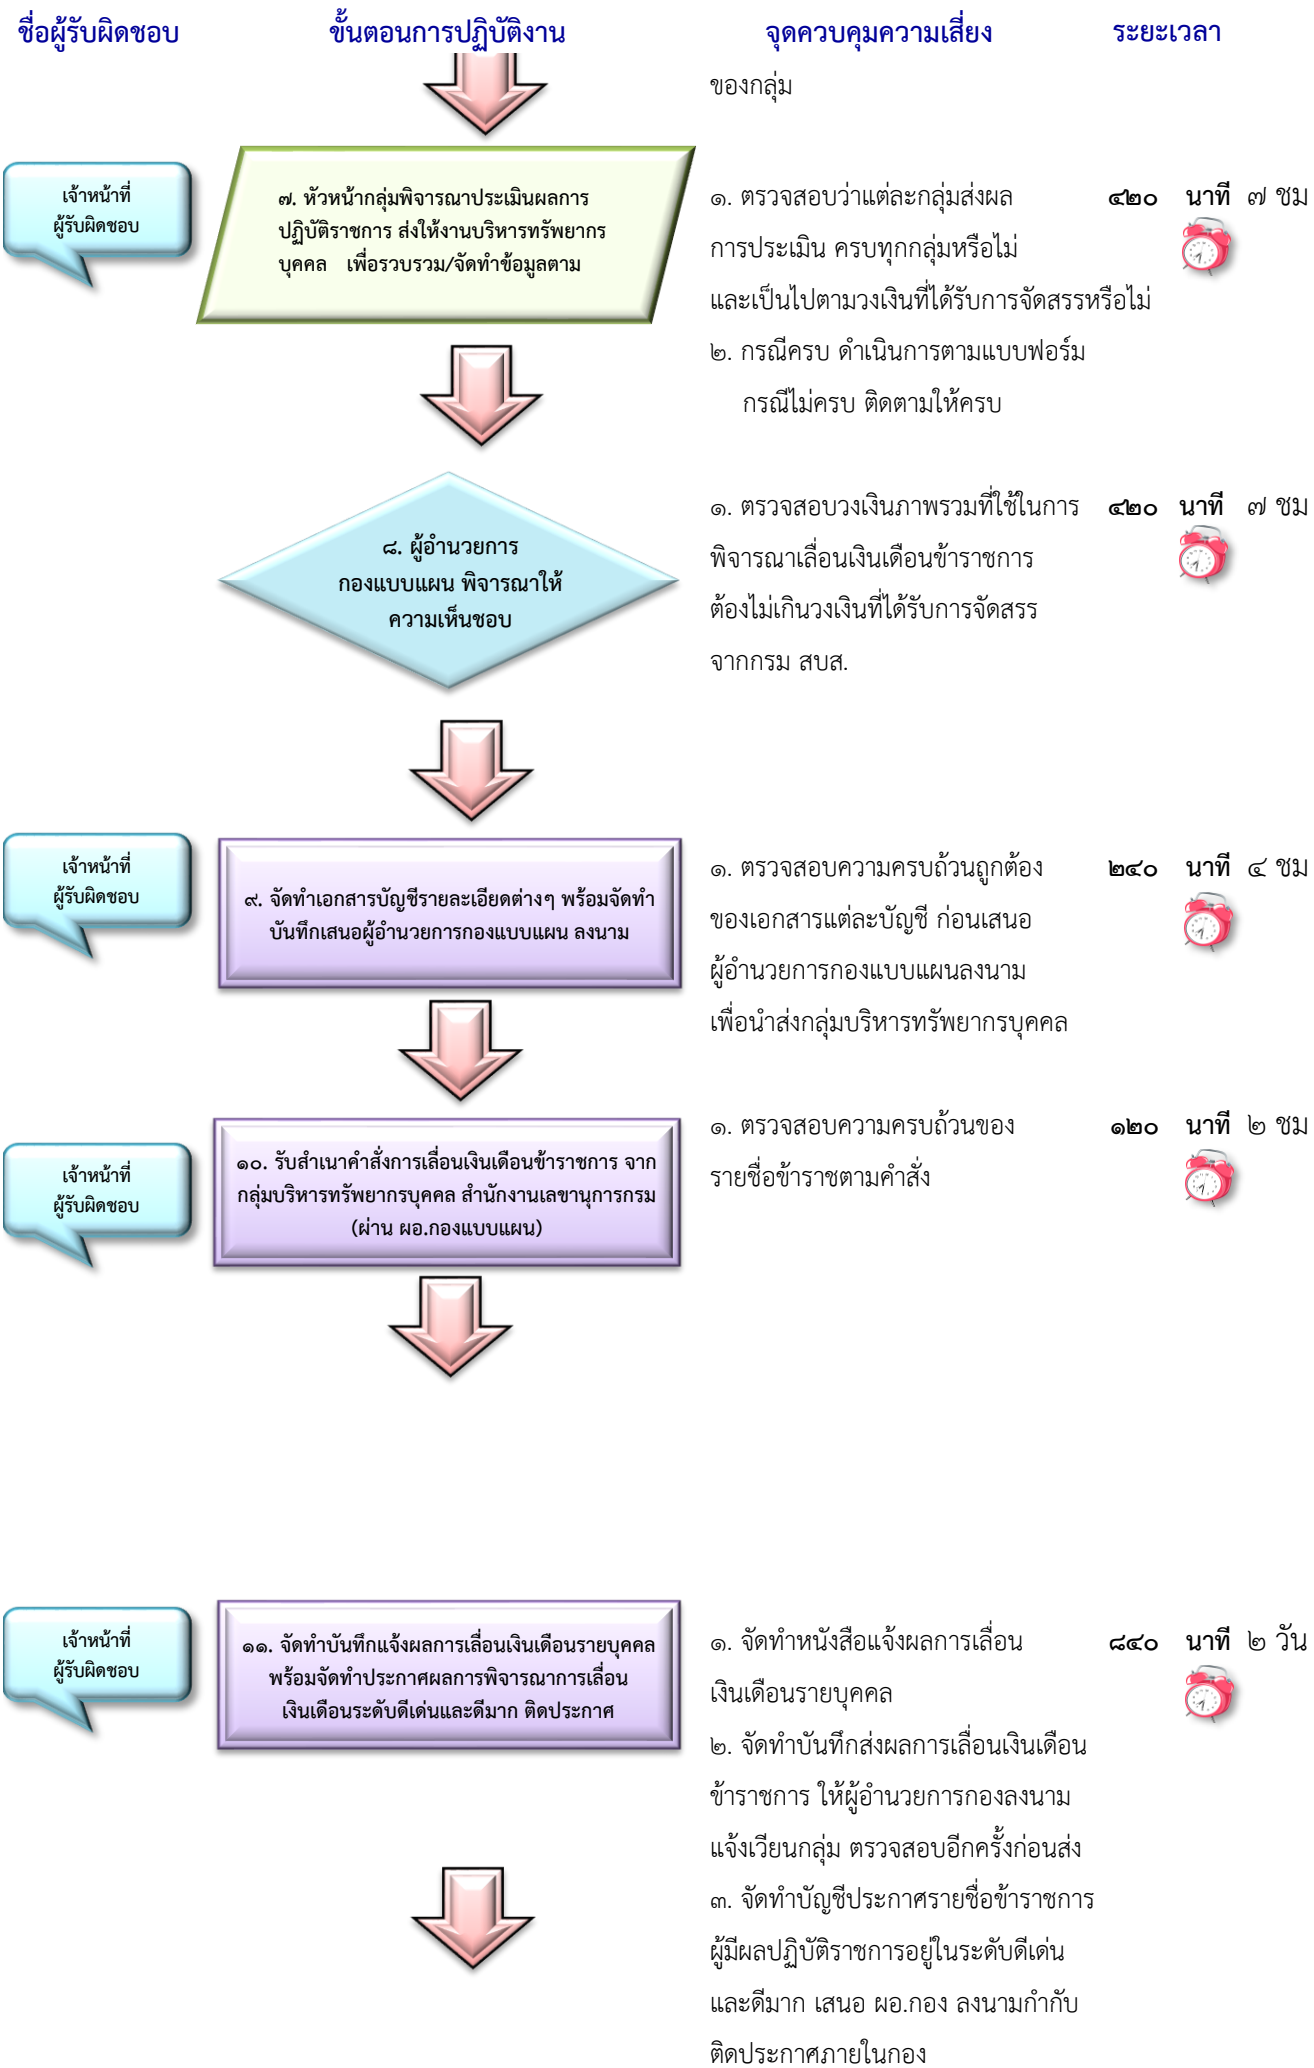 ชื่อผู้รับผิดชอบ ขั้นตอนการปฏิบัติงาน จุดควบคุมความเสี่ยง ระยะเวลา
ของกลุ่ม
เจ้าหน้าที่
ผู้รับผิดชอบ
๗. หัวหน้ากลุ่มพิจารณาประเมินผลการ
ปฏิบัติราชการ ส่งให้งานบริหารทรัพยากร
บุคคล เพื่อรวบรวม/จัดทำข้อมูลตาม
๑. ตรวจสอบว่าแต่ละกลุ่มส่งผล
การประเมิน ครบทุกกลุ่มหรือไม่
และเป็นไปตามวงเงินที่ได้รับการจัดสรรหรือไม่
๒. กรณีครบ ดำเนินการตามแบบฟอร์ม
กรณีไม่ครบ ติดตามให้ครบ
๔๒๐ นาที ๗ ชม
๘. ผู้อำนวยการ
กองแบบแผน พิจารณาให้
ความเห็นชอบ
๑. ตรวจสอบวงเงินภาพรวมที่ใช้ในการ
พิจารณาเลื่อนเงินเดือนข้าราชการ
ต้องไม่เกินวงเงินที่ได้รับการจัดสรร
จากกรม สบส.
๔๒๐ นาที ๗ ชม
เจ้าหน้าที่
ผู้รับผิดชอบ
๙. จัดทำเอกสารบัญชีรายละเอียดต่างๆ พร้อมจัดทำ
บันทึกเสนอผู้อำนวยการกองแบบแผน ลงนาม
๑. ตรวจสอบความครบถ้วนถูกต้อง
ของเอกสารแต่ละบัญชี ก่อนเสนอ
ผู้อำนวยการกองแบบแผนลงนาม
เพื่อนำส่งกลุ่มบริหารทรัพยากรบุคคล
๒๔๐ นาที ๔ ชม
เจ้าหน้าที่
ผู้รับผิดชอบ
๑๐. รับสำเนาคำสั่งการเลื่อนเงินเดือนข้าราชการ จาก
กลุ่มบริหารทรัพยากรบุคคล สำนักงานเลขานุการกรม
(ผ่าน ผอ.กองแบบแผน)
๑. ตรวจสอบความครบถ้วนของ
รายชื่อข้าราชตามคำสั่ง
๑๒๐ นาที ๒ ชม
เจ้าหน้าที่
ผู้รับผิดชอบ
๑๑. จัดทำบันทึกแจ้งผลการเลื่อนเงินเดือนรายบุคคล
พร้อมจัดทำประกาศผลการพิจารณาการเลื่อน
เงินเดือนระดับดีเด่นและดีมาก ติดประกาศ
๑. จัดทำหนังสือแจ้งผลการเลื่อน
เงินเดือนรายบุคคล
๒. จัดทำบันทึกส่งผลการเลื่อนเงินเดือน
ข้าราชการ ให้ผู้อำนวยการกองลงนาม
แจ้งเวียนกลุ่ม ตรวจสอบอีกครั้งก่อนส่ง
๓. จัดทำบัญชีประกาศรายชื่อข้าราชการ
ผู้มีผลปฏิบัติราชการอยู่ในระดับดีเด่น
และดีมาก เสนอ ผอ.กอง ลงนามกำกับ
ติดประกาศภายในกอง
๘๔๐ นาที ๒ วัน